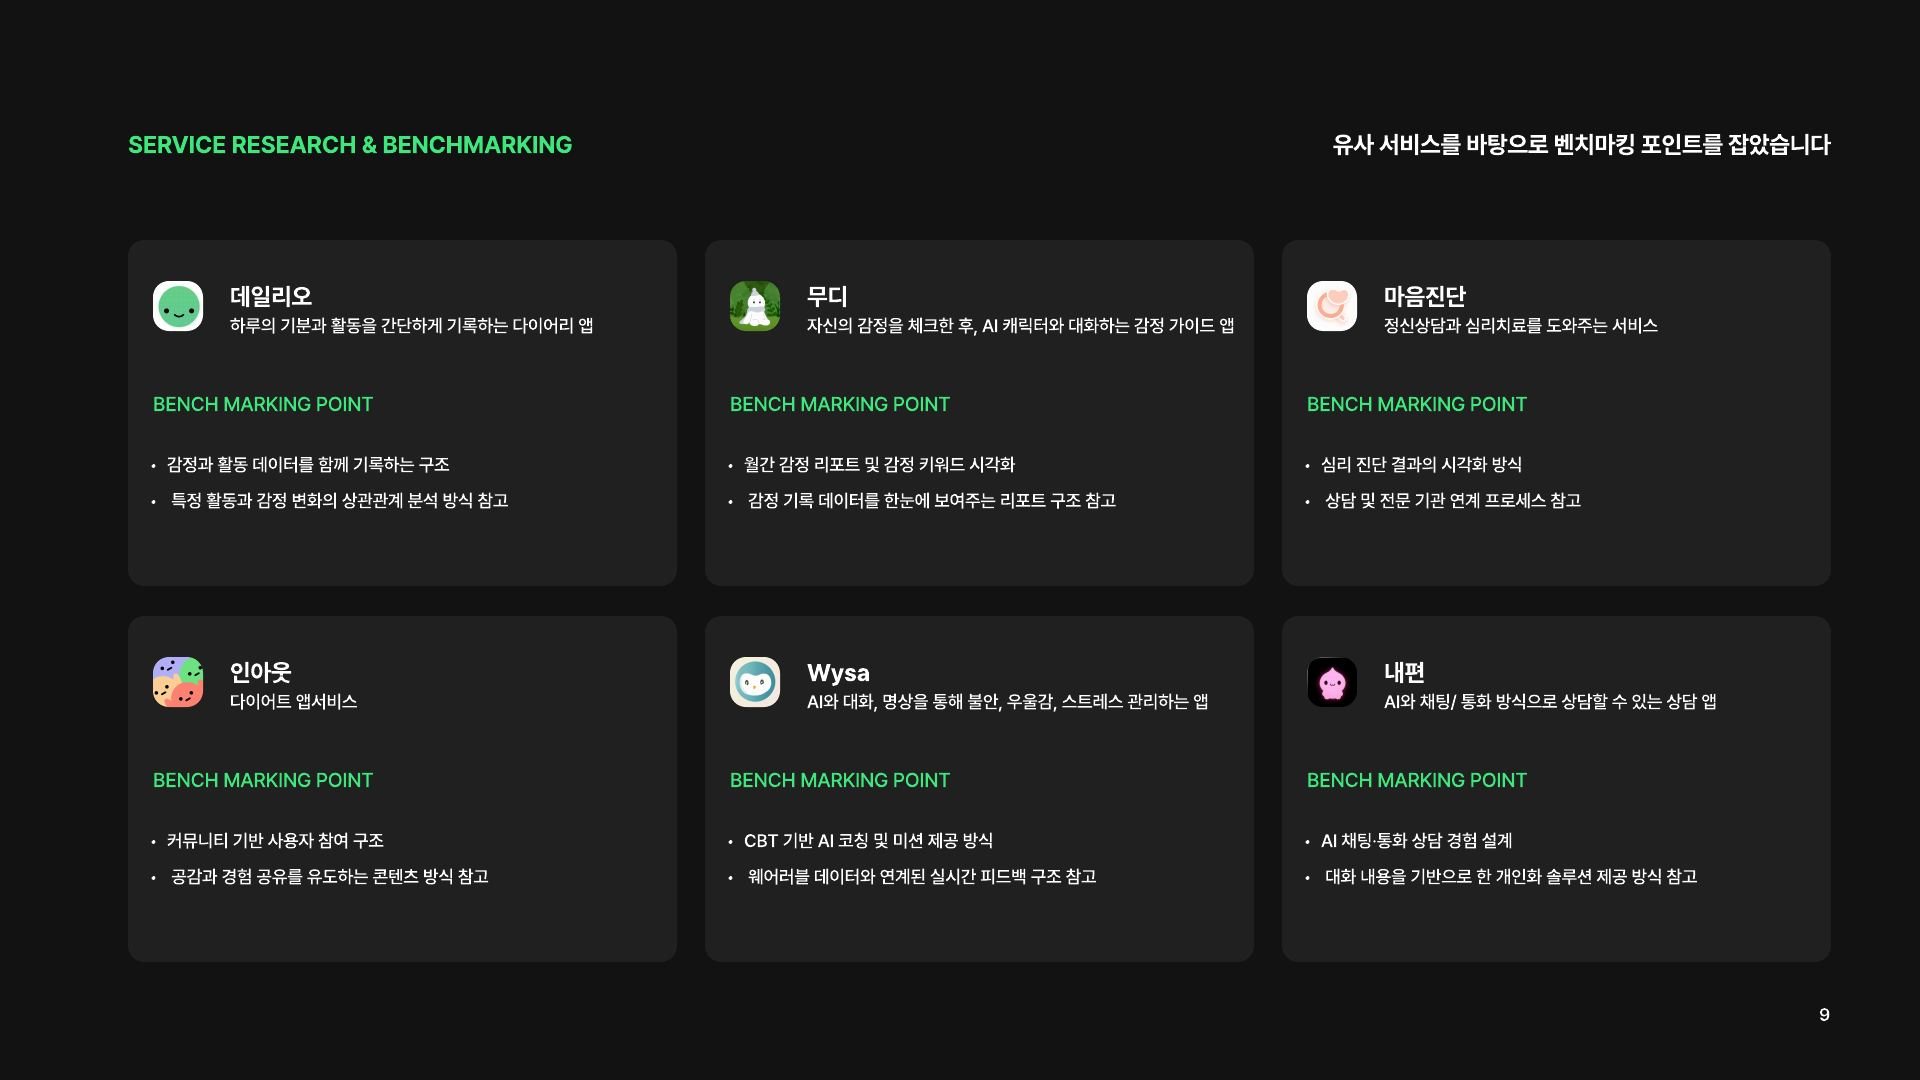 SERVICE RESEARCH & BENCHMARKING
유사 서비스를 바탕으로 벤치마킹 포인트를 잡았습니다
데일리오
하루의 기분과 활동을 간단하게 기록하는 다이어리 앱
BENCH MARKING POINT
• 감정과 활동 데이터를 함께 기록하는 구조
• 특정 활동과 감정 변화의 상관관계 분석 방식 참고
무디
자신의 감정을 체크한 후, AI 캐릭터와 대화하는 감정 가이드 앱
BENCH MARKING POINT
• 월간 감정 리포트 및 감정 키워드 시각화
• 감정 기록 데이터를 한눈에 보여주는 리포트 구조 참고
마음진단
정신상담과 심리치료를 도와주는 서비스
BENCH MARKING POINT
• 심리 진단 결과의 시각화 방식
• 상담 및 전문 기관 연계 프로세스 참고
인아웃
다이어트 앱서비스
BENCH MARKING POINT
• 커뮤니티 기반 사용자 참여 구조
• 공감과 경험 공유를 유도하는 콘텐츠 방식 참고
Wysa
AI와 대화, 명상을 통해 불안, 우울감, 스트레스 관리하는 앱
BENCH MARKING POINT
• CBT 기반 AI 코칭 및 미션 제공 방식
• 웨어러블 데이터와 연계된 실시간 피드백 구조 참고
내편
AI와 채팅/ 통화 방식으로 상담할 수 있는 상담 앱
BENCH MARKING POINT
• AI 채팅·통화 상담 경험 설계
• 대화 내용을 기반으로 한 개인화 솔루션 제공 방식 참고
9